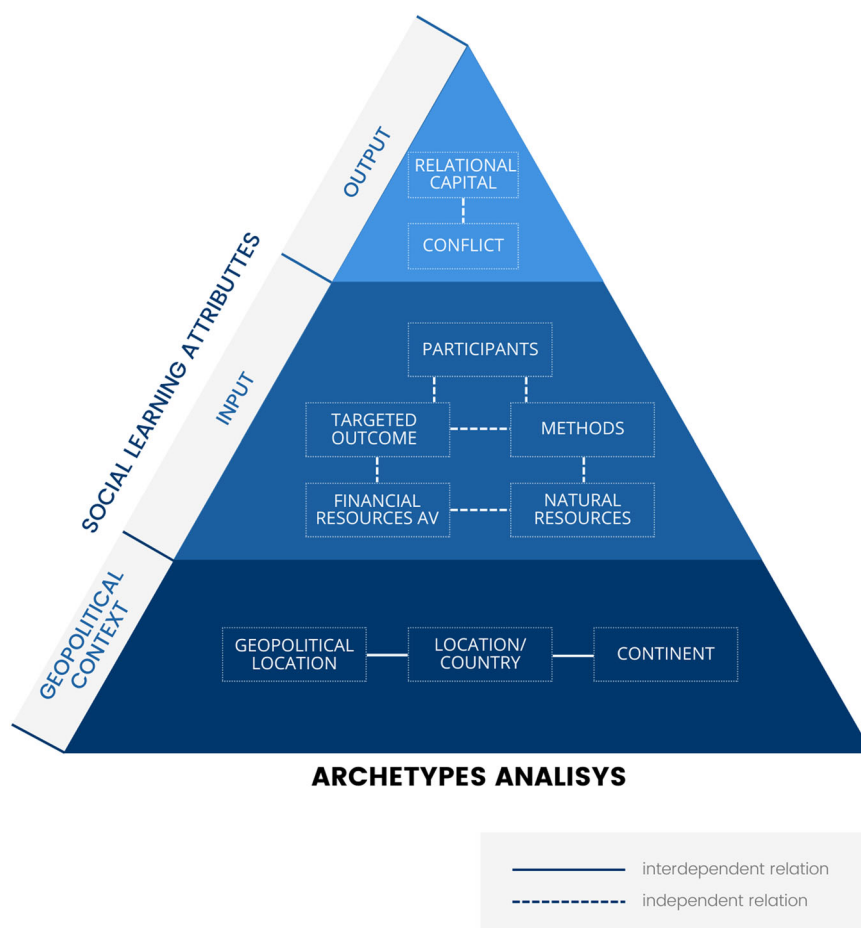 SOCIAL LEARNING ATTRIBUTTES
OUTPUT
RELATIONAL
CAPITAL
CONFLICT
INPUT
PARTICIPANTS
TARGETED
OUTCOME
METHODS
FINANCIAL
RESOURCES AV
NATURAL
RESOURCES
GEOPOLITICAL
CONTEXT
GEOPOLITICAL
LOCATION
LOCATION/
COUNTRY
CONTINENT
ARCHETYPES ANALISYS
interdependent relation
independent relation